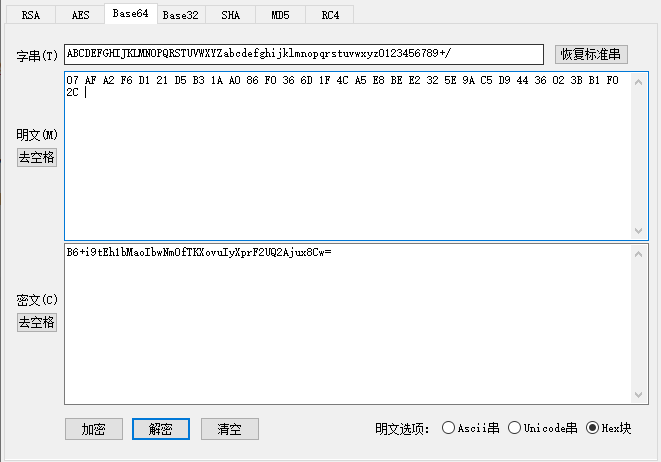 RSA AES Base64 Base32 SHA MD5 RC4
字串(T) ABCDEFGHIJKLMNOPQRSTUVWXYZabcdefghijklmnopqrstuvwxyz0123456789+/ 恢复标准串
07 AF A2 F6 D1 21 D5 B3 1A A0 86 F0 36 6D 1F 4C A5 E8 BE E2 32 5E 9A C5 D9 44 36 02 3B B1 F0
2C
明文(M)
去空格
B6+i9tEh1bMaoIbwNm0fTKXovuIyXprF2UQ2Ajux8Cw=
密文(C)
去空格
加密 解密 清空 明文选项: Ascii串 Unicode串 Hex块